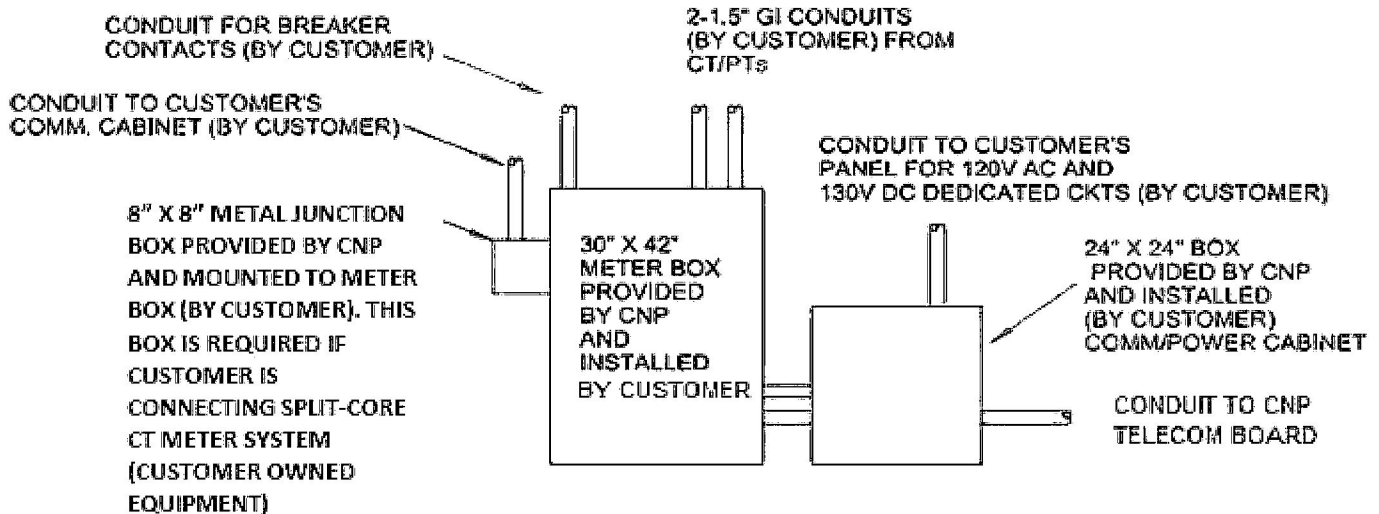 CONDUIT FOR BREAKER
CONTACTS (BY CUSTOMER)
2-1.5" GI CONDUITS
(BY CUSTOMER) FROM
CT/PTs
CONDUIT TO CUSTOMER'S
COMM. CABINET (BY CUSTOMER)
CONDUIT TO CUSTOMER'S
PANEL FOR 120V AC AND
130V DC DEDICATED CKTS (BY CUSTOMER)
8" X 8" METAL JUNCTION
BOX PROVIDED BY CNP
AND MOUNTED TO METER
BOX (BY CUSTOMER). THIS
BOX IS REQUIRED IF
CUSTOMER IS
CONNECTING SPLIT-CORE
CT METER SYSTEM
(CUSTOMER OWNED
EQUIPMENT)
30" X 42"
METER BOX
PROVIDED
BY CNP
AND
INSTALLED
BY CUSTOMER
24" X 24" BOX
PROVIDED BY CNP
AND INSTALLED
(BY CUSTOMER)
COMM/POWER CABINET
CONDUIT TO CNP
TELECOM BOARD